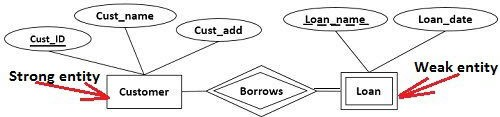 Cust_name
Loan_name
Loan_date
Cust_ID
Cust_add
Strong entity
Weak entity
Customer
Borrows
Loan